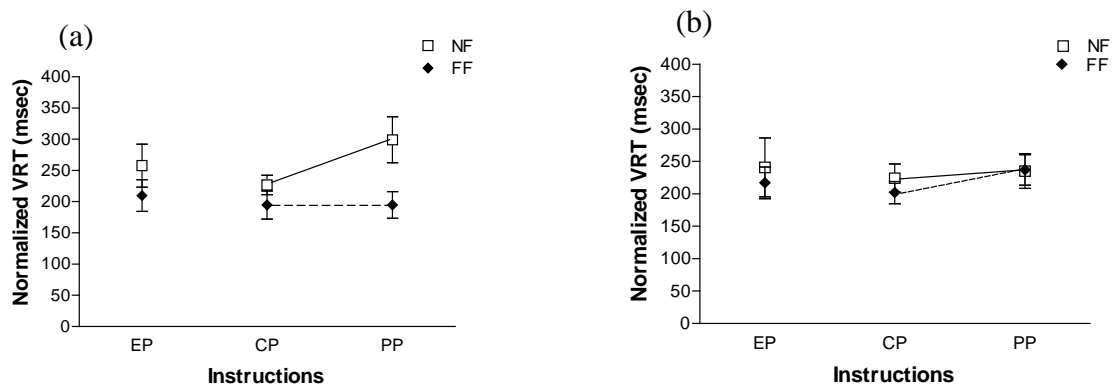 (a)
NF
FF
Normalized VRT (msec)
400
350
300
250
200
150
100
50
0
EP CP PP
Instructions
(b)
NF
FF
Normalized VRT (msec)
400
350
300
250
200
150
100
50
0
EP CP PP
Instructions